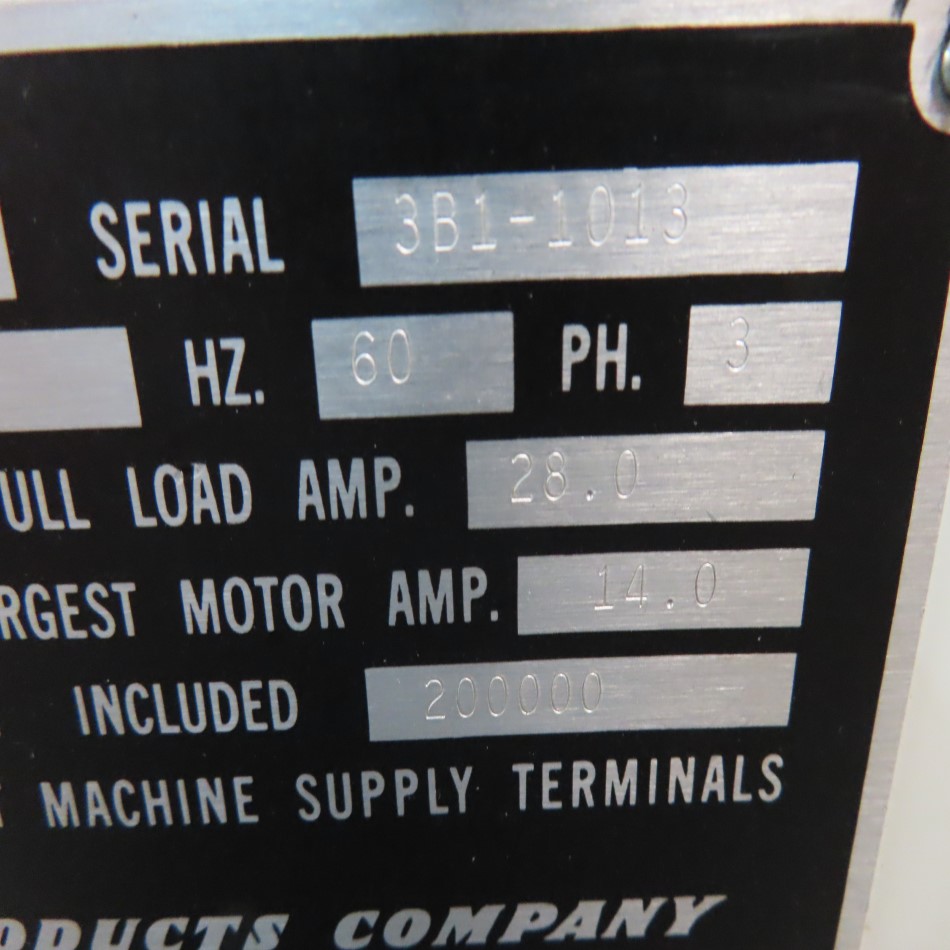 SERIAL 3B1-1013
HZ. 60 PH. 3
ULL LOAD AMP. 28.0
RGEST MOTOR AMP. 14.0
INCLUDED 200000
MACHINE SUPPLY TERMINALS
ODUCTS COMPANY